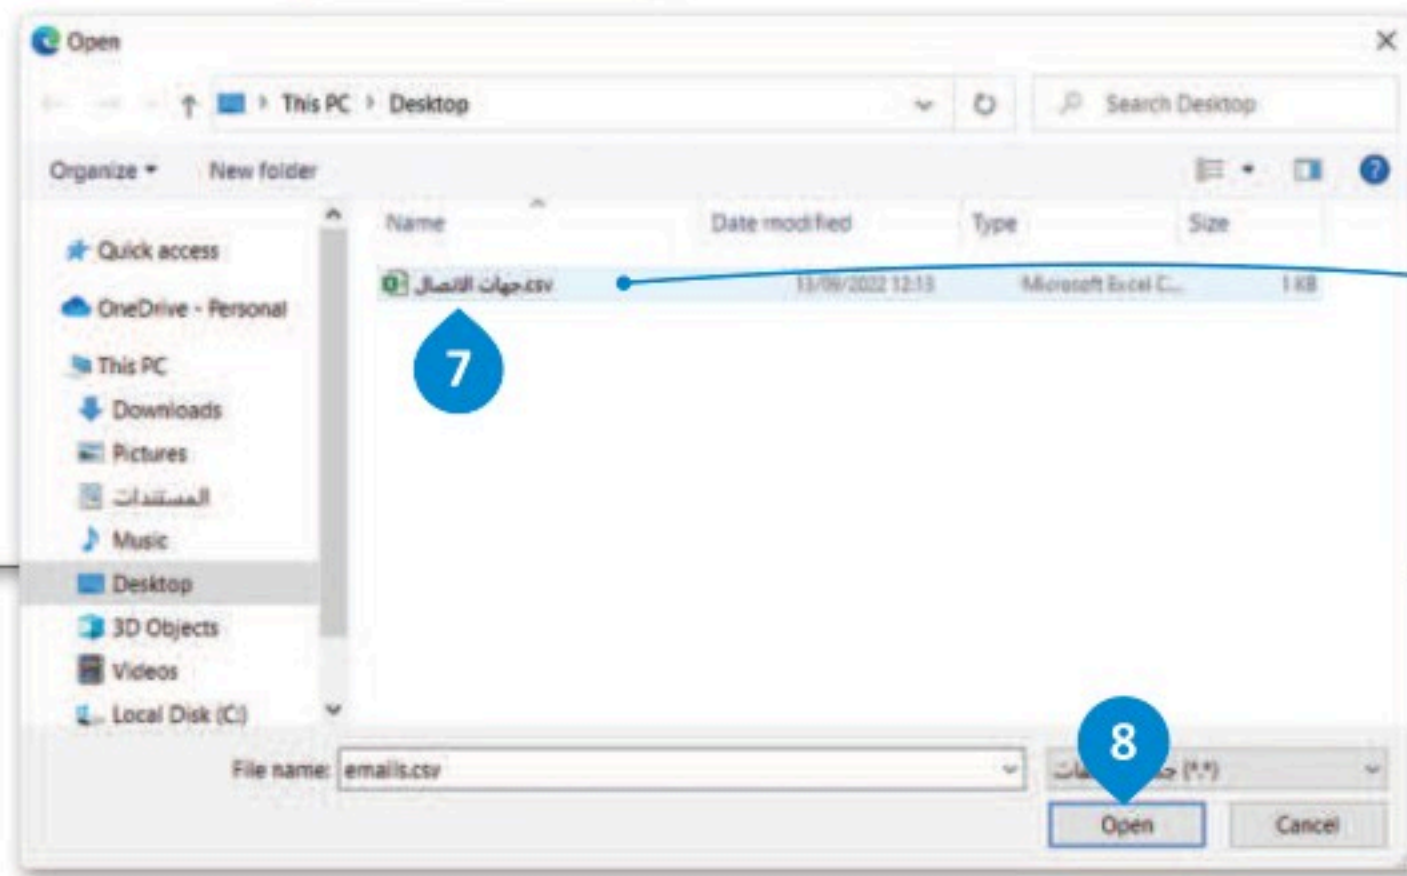 Open
This PC > Desktop
Search Desktop
Organize
New folder
Name
Date modified
Type
Size
جهات الاتصال.csv
13/09/2022 12:13
Microsoft Excel C...
1 KB
7
Quick access
OneDrive - Personal
This PC
Downloads
Pictures
المستندات
Music
Desktop
3D Objects
Videos
Local Disk (C:)
File name: emails.csv
(*.*)
8
Open
Cancel